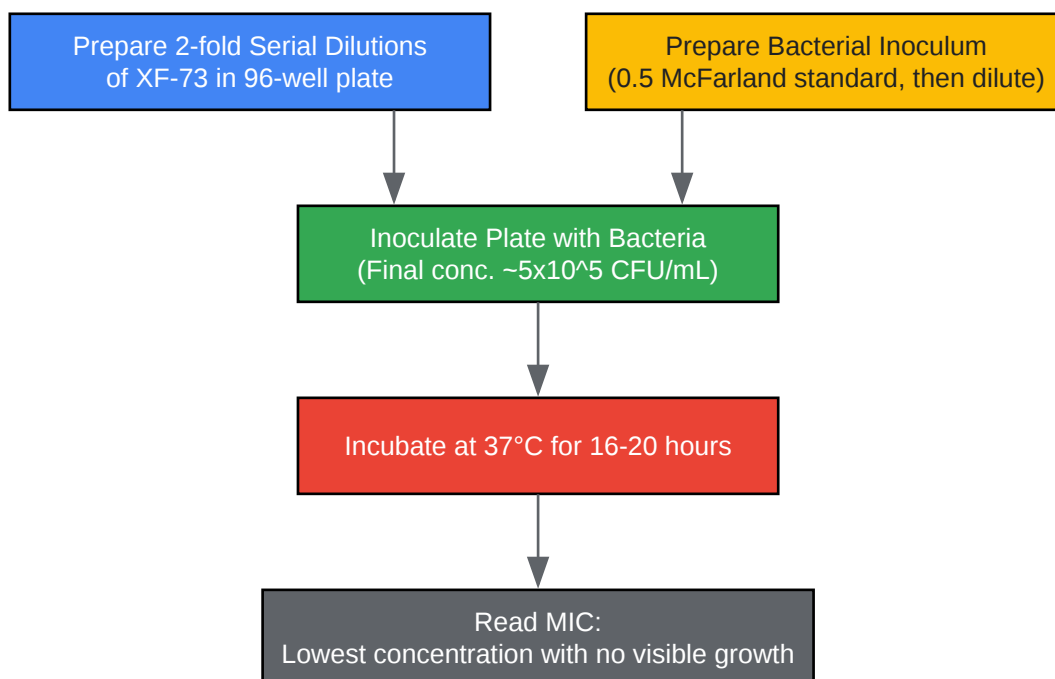 Prepare 2-fold Serial Dilutions
of XF-73 in 96-well plate
Prepare Bacterial Inoculum
(0.5 McFarland standard, then dilute)
Inoculate Plate with Bacteria
(Final conc. ~5x10^5 CFU/mL)
Incubate at 37°C for 16-20 hours
Read MIC:
Lowest concentration with no visible growth